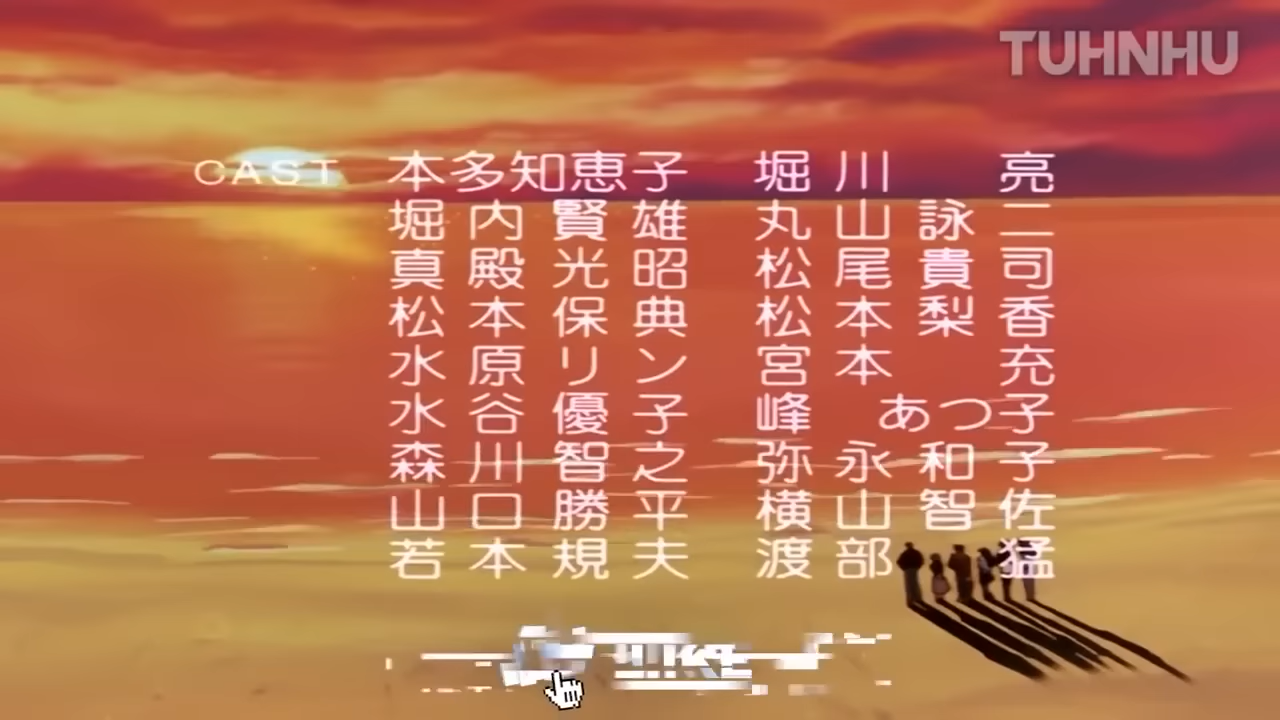 TUHNHU
CAST 本多知恵子 堀川亮
堀内賢雄 丸山詠二
真殿光昭 松尾貴司
松本保典 松本梨香
水原リン 宮本充
水谷優子 峰あつ子
森川智之 弥永和子
山口勝平 横山智佐
若本規夫 渡部猛
LIKE